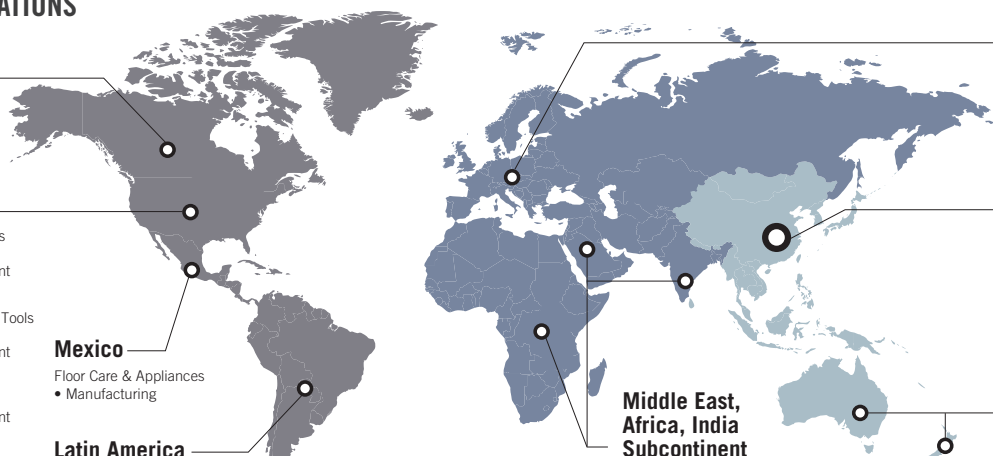 ATIONS
s
nt
Tools
nt
nt
Mexico
Floor Care & Appliances
• Manufacturing
Latin America
Middle East,
Africa, India
Subcontinent